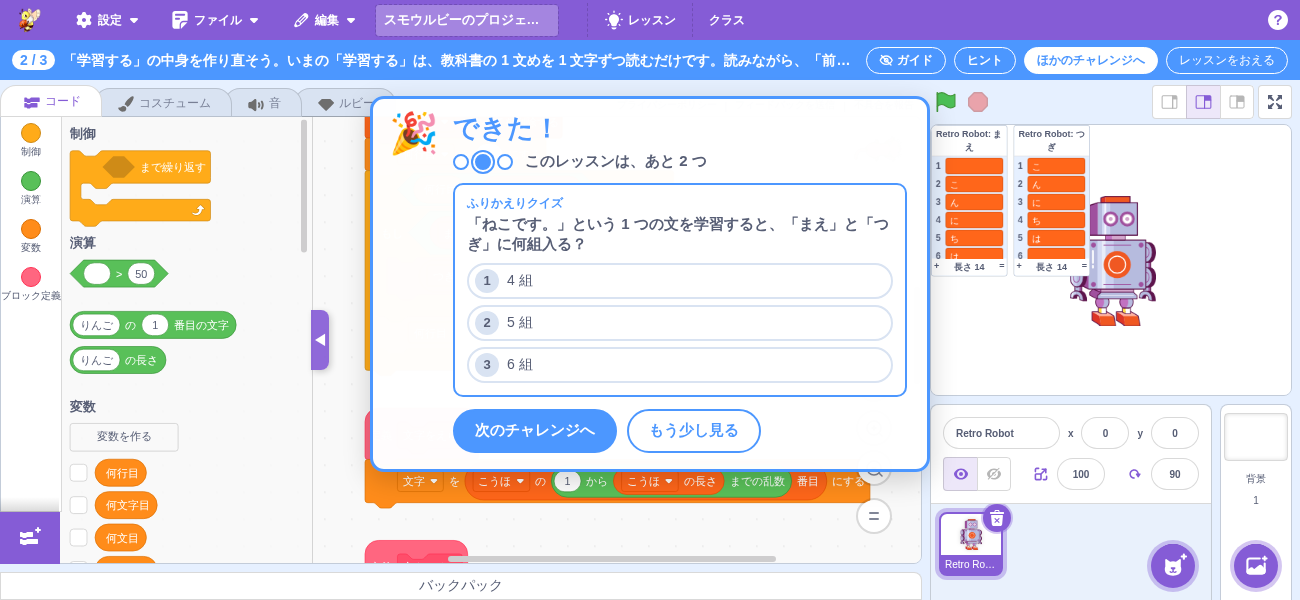 設定
ファイル
編集
スモウルビーのプロジェ…
レッスン
クラス
?
2 / 3
「学習する」の中身を作り直そう。いまの「学習する」は、教科書の 1 文めを 1 文字ずつ読むだけです。読みながら、「前…
ガイド
ヒント
ほかのチャレンジへ
レッスンをおえる
コード
コスチューム
音
ルビー
制御
演算
変数
ブロック定義
制御
まで繰り返す
演算
> 50
りんご の 1 番目の文字
りんご の長さ
変数
変数を作る
何行目
何文字目
何文目
できた！
このレッスンは、あと 2 つ
ふりかえりクイズ
「ねこです。」という 1 つの文を学習すると、「まえ」と「つ
ぎ」に何組入る？
1 4 組
2 5 組
3 6 組
次のチャレンジへ
もう少し見る
文字 を こうほ の 1 から こうほ の長さ までの乱数 番目 にする
Retro Robot: ま
え
1
2 こ
3 ん
4 に
5 ち
6 は
+ 長さ 14 =
Retro Robot: つ
ぎ
1 こ
2 ん
3 に
4 ち
5 は
6
+ 長さ 14 =
Retro Robot
x 0
y 0
100
90
Retro Ro…
背景
1
バックパック